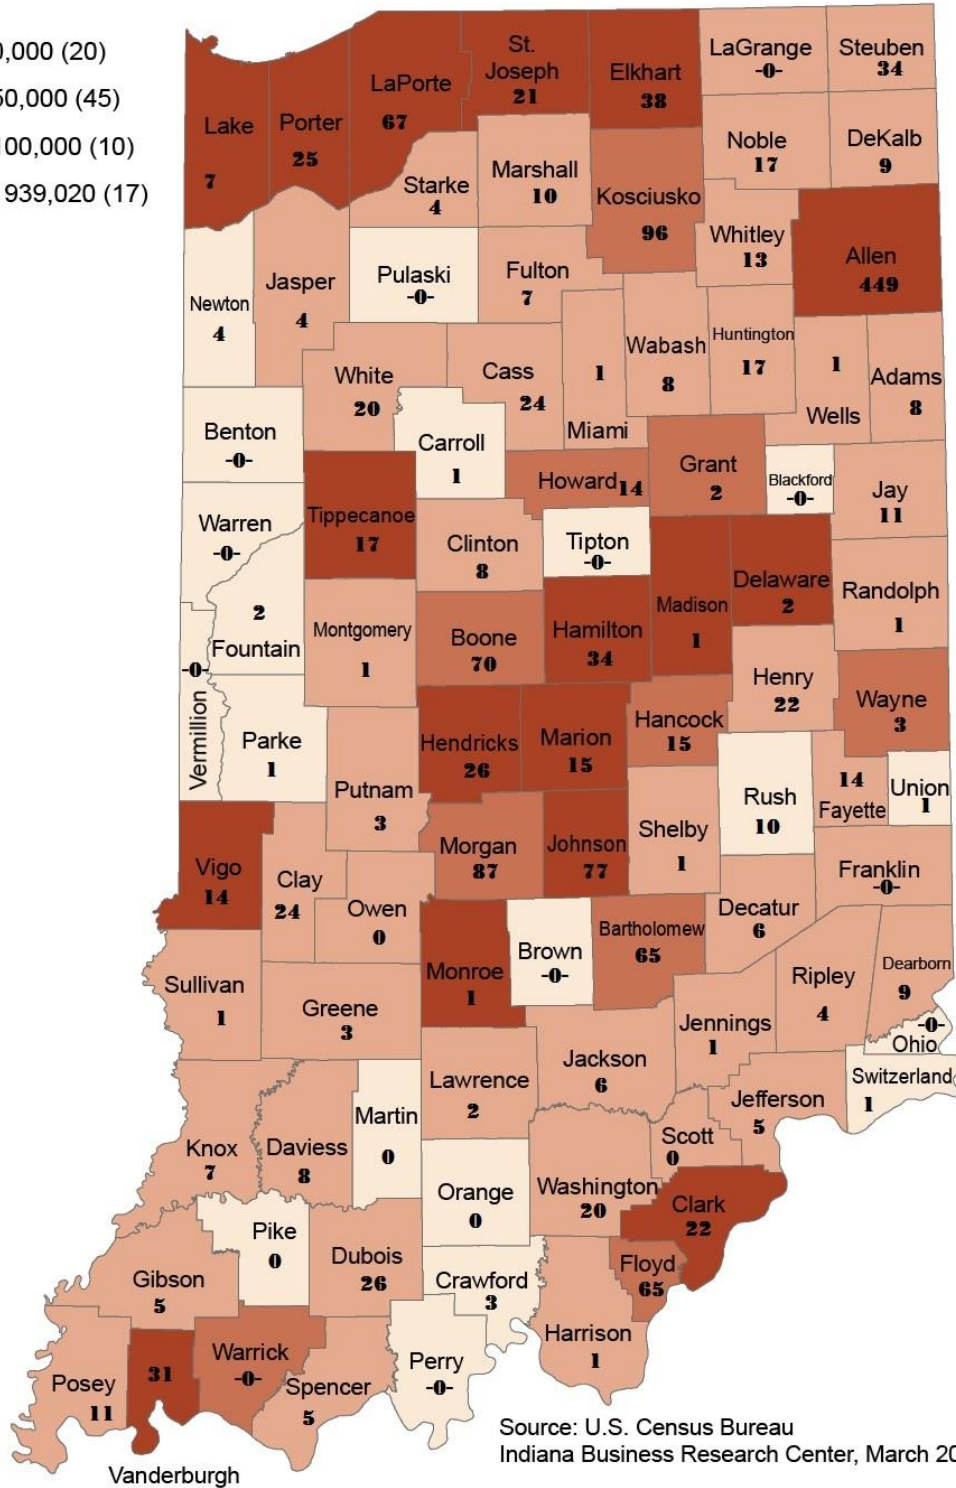 0,000 (20)
50,000 (45)
100,000 (10)
939,020 (17)
Lake
7
Porter
25
LaPorte
67
St.
Joseph
21
Elkhart
38
LaGrange
-0-
Steuben
34
Noble
17
DeKalb
9
Starke
4
Marshall
10
Kosciusko
96
Whitley
13
Allen
449
Newton
4
Jasper
4
Pulaski
-0-
Fulton
7
Wabash
8
Huntington
17
1
Wells
Adams
8
White
20
Cass
24
1
Miami
Benton
-0-
Carroll
1
Howard 14
Grant
2
Blackford
-0-
Jay
11
Warren
-0-
Tippecanoe
17
Clinton
8
Tipton
-0-
Madison
1
Delaware
2
Randolph
1
2
Fountain
Montgomery
1
Boone
70
Hamilton
34
Henry
22
Wayne
3
-0-
Vermillion
Parke
1
Putnam
3
Hendricks
26
Marion
15
Hancock
15
Rush
10
14
Fayette
Union
1
Vigo
14
Clay
24
Owen
0
Morgan
87
Johnson
77
Shelby
1
Franklin
-0-
Decatur
6
Sullivan
1
Greene
3
Monroe
1
Brown
-0-
Bartholomew
65
Jennings
1
Ripley
4
Dearborn
9
-0-
Ohio
Switzerland
1
Jackson
6
Lawrence
2
Jefferson
5
Knox
7
Daviess
8
Martin
0
Orange
0
Washington
20
Scott
0
Clark
22
Pike
0
Dubois
26
Crawford
3
Floyd
65
Gibson
5
Harrison
1
Posey
11
31
Vanderburgh
Warrick
-0-
Spencer
5
Perry
-0-
Source: U.S. Census Bureau
Indiana Business Research Center, March 20